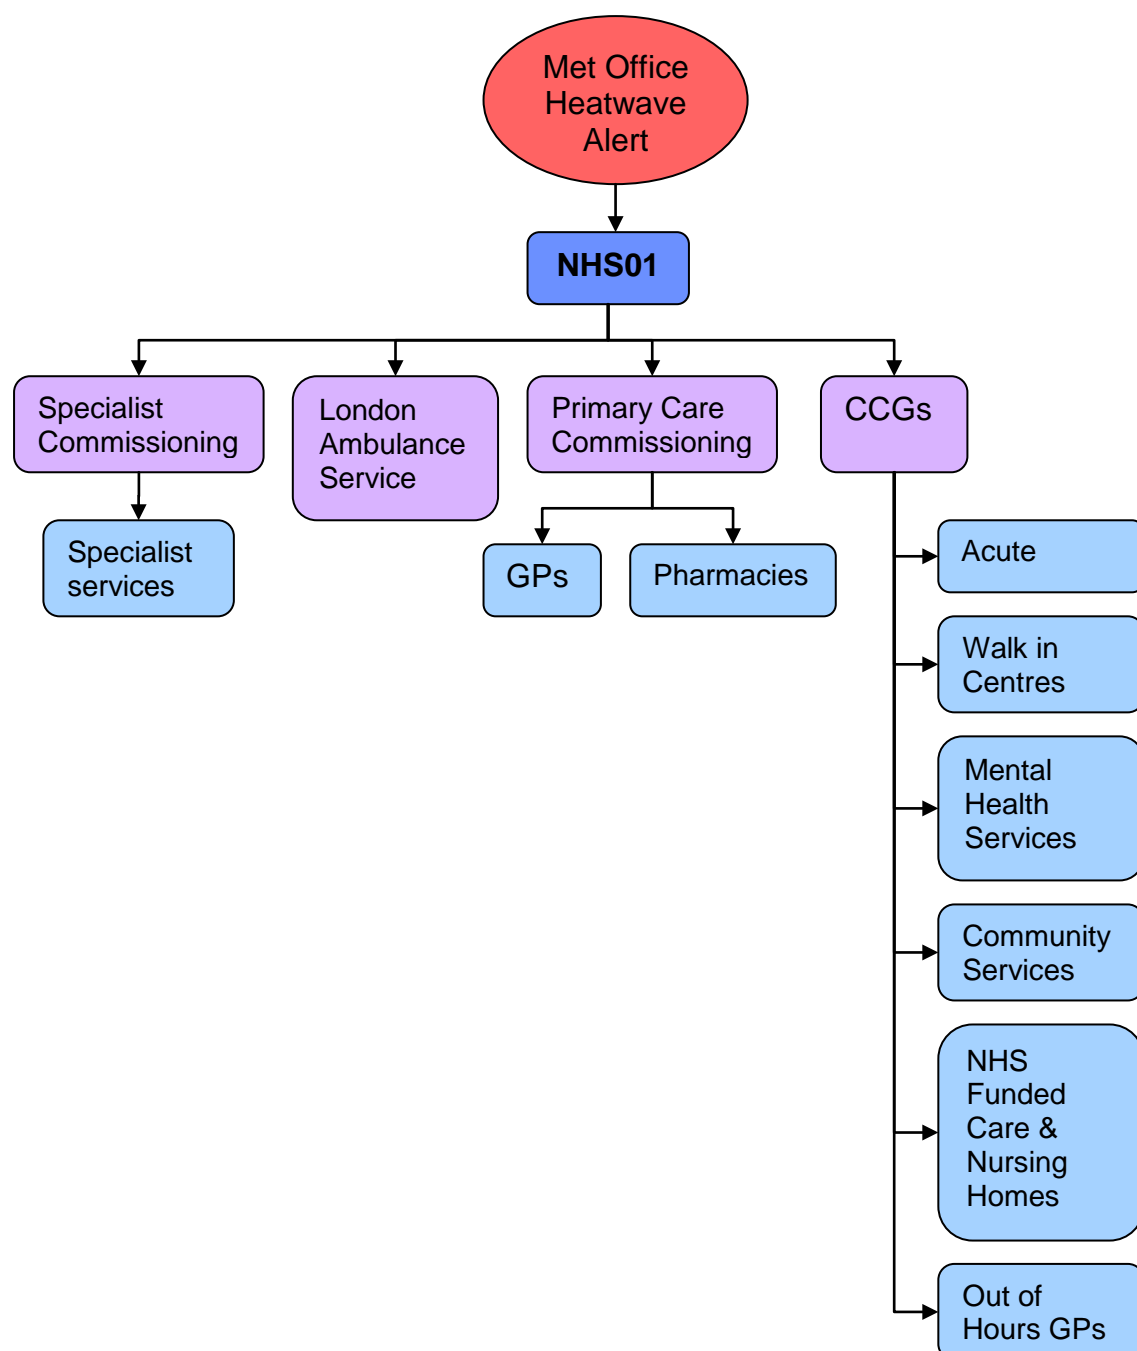 Met Office
Heatwave
Alert
NHS01
Specialist
Commissioning
London
Ambulance
Service
Primary Care
Commissioning
CCGs
Specialist
services
GPs
Pharmacies
Acute
Walk in
Centres
Mental
Health
Services
Community
Services
NHS
Funded
Care &
Nursing
Homes
Out of
Hours GPs